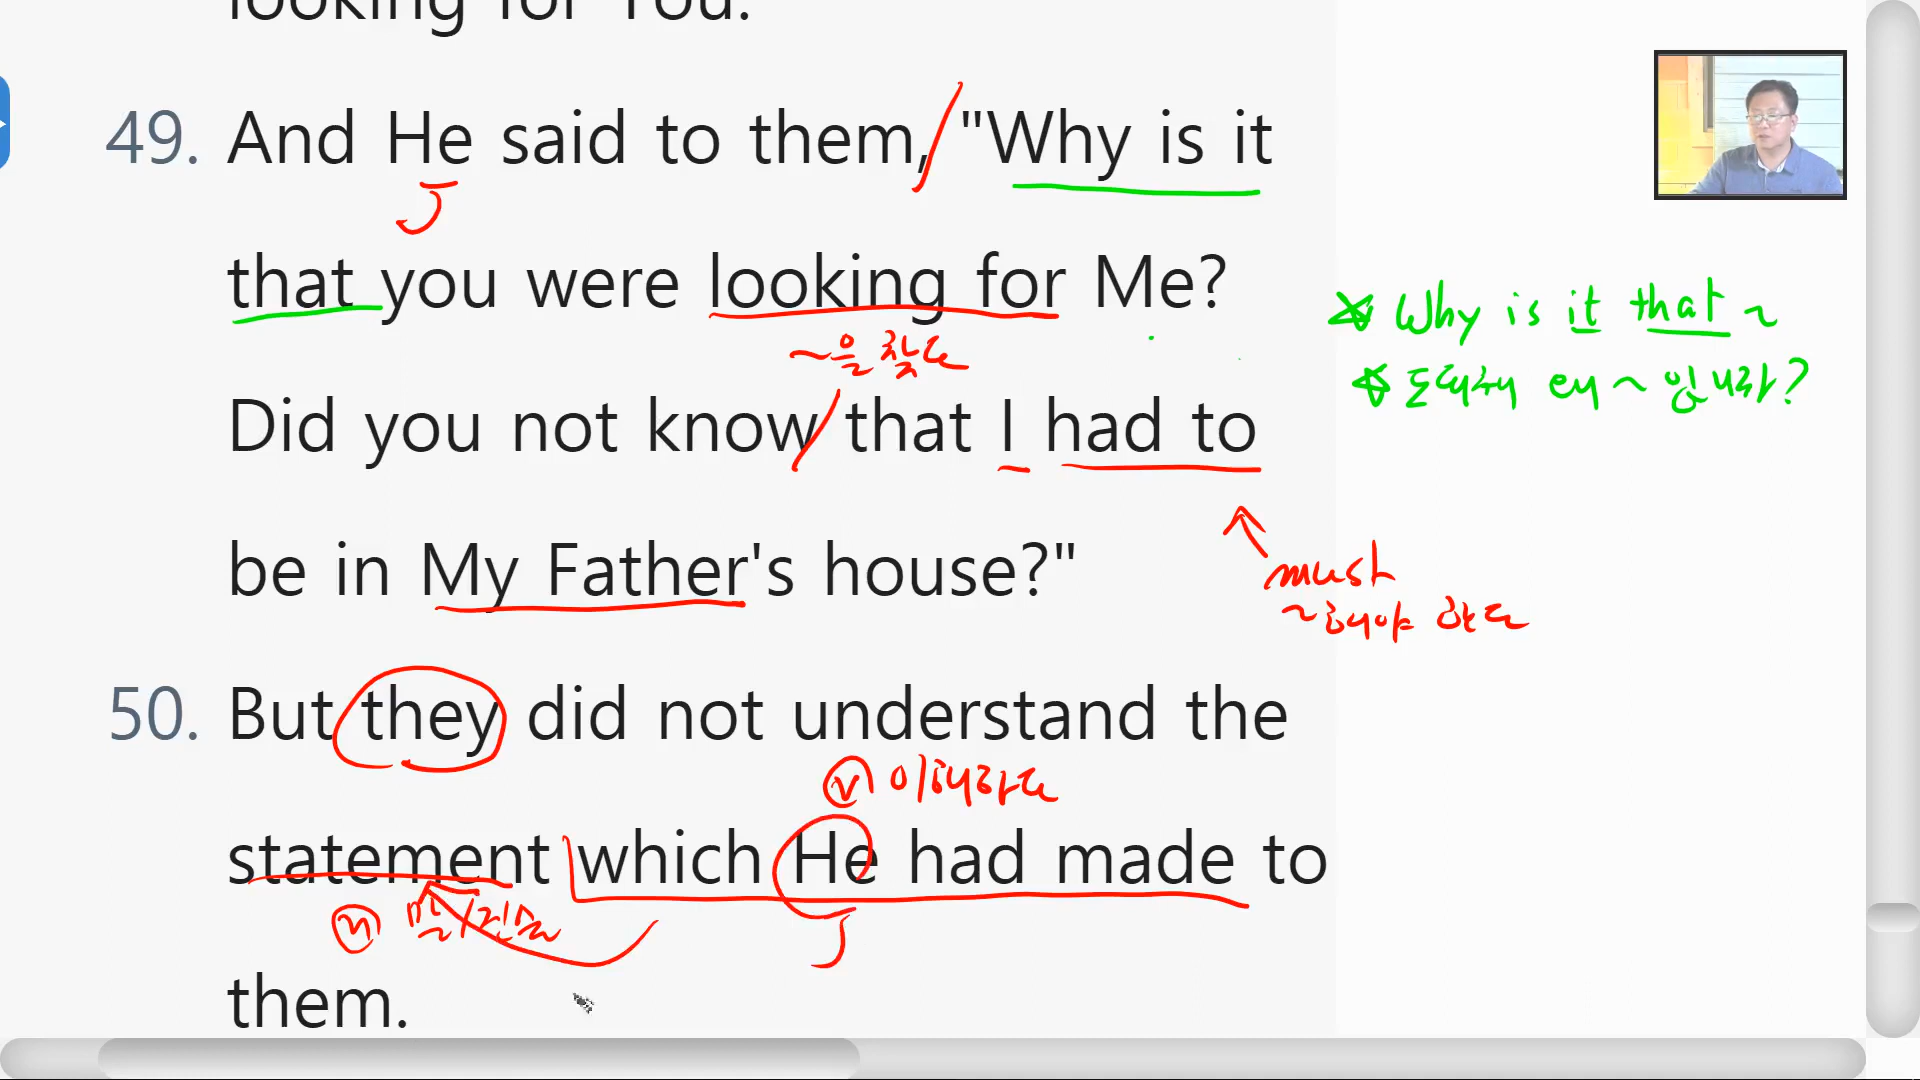 looking for You."
49. And He said to them, "Why is it
J
that you were looking for Me?
~을 찾다
Why is it that ~
도대체 왜 ~ 입니까?
Did you not know that I had to
be in My Father's house?"
must
~해야 한다
50. But they did not understand the
v 이해하다
statement which He had made to
n 말/진술
J
them.